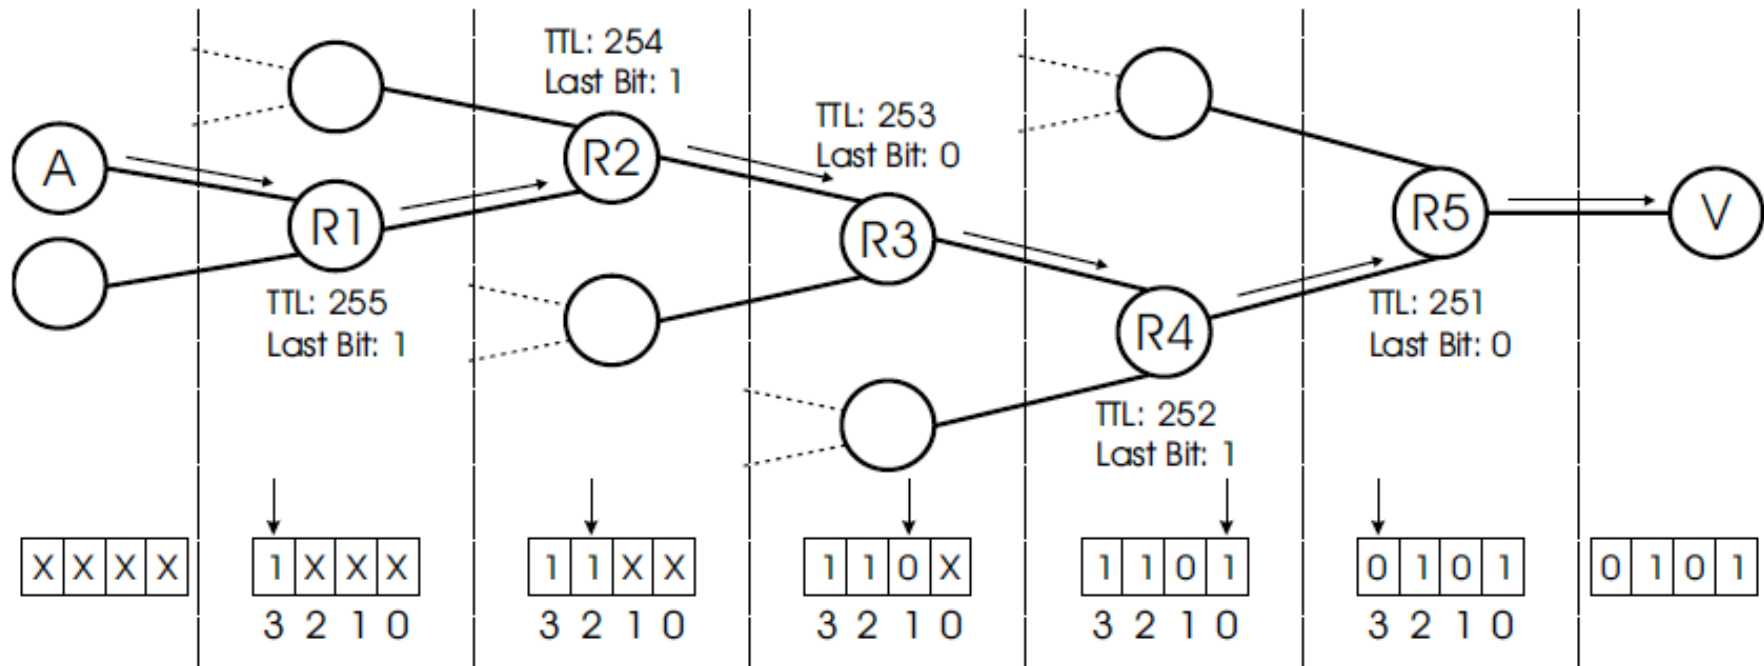 TTL: 254
Last Bit: 1
TTL: 253
Last Bit: 0
A
R2
R1
R3
R5
V
TTL: 255
Last Bit: 1
R4
TTL: 251
Last Bit: 0
TTL: 252
Last Bit: 1
X X X X
1 X X X
1 1 X X
1 1 0 X
1 1 0 1
0 1 0 1
0 1 0 1
3 2 1 0
3 2 1 0
3 2 1 0
3 2 1 0
3 2 1 0